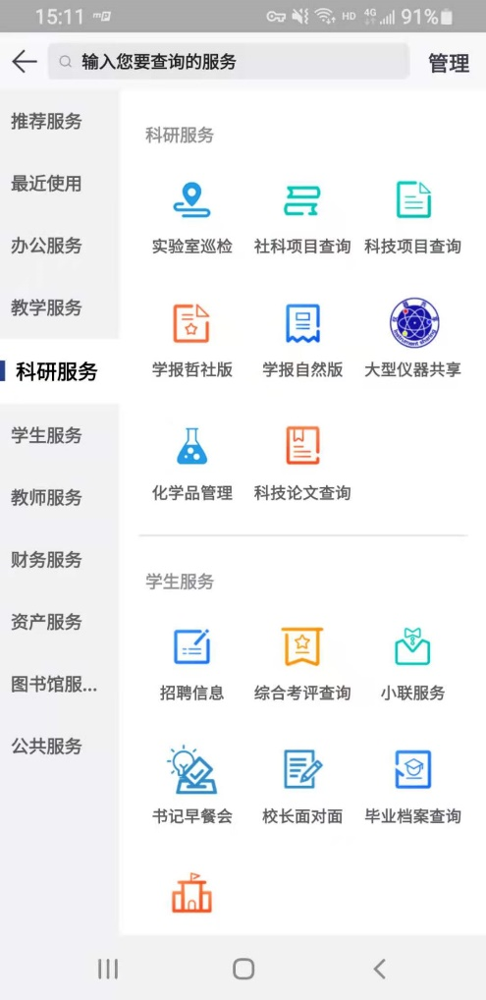 15:11
HD 4G 91%
输入您要查询的服务
管理
推荐服务
最近使用
办公服务
教学服务
科研服务
学生服务
教师服务
财务服务
资产服务
图书馆服...
公共服务
科研服务
实验室巡检 社科项目查询 科技项目查询
学报哲社版 学报自然版 大型仪器共享
化学品管理 科技论文查询
学生服务
招聘信息 综合考评查询 小联服务
书记早餐会 校长面对面 毕业档案查询